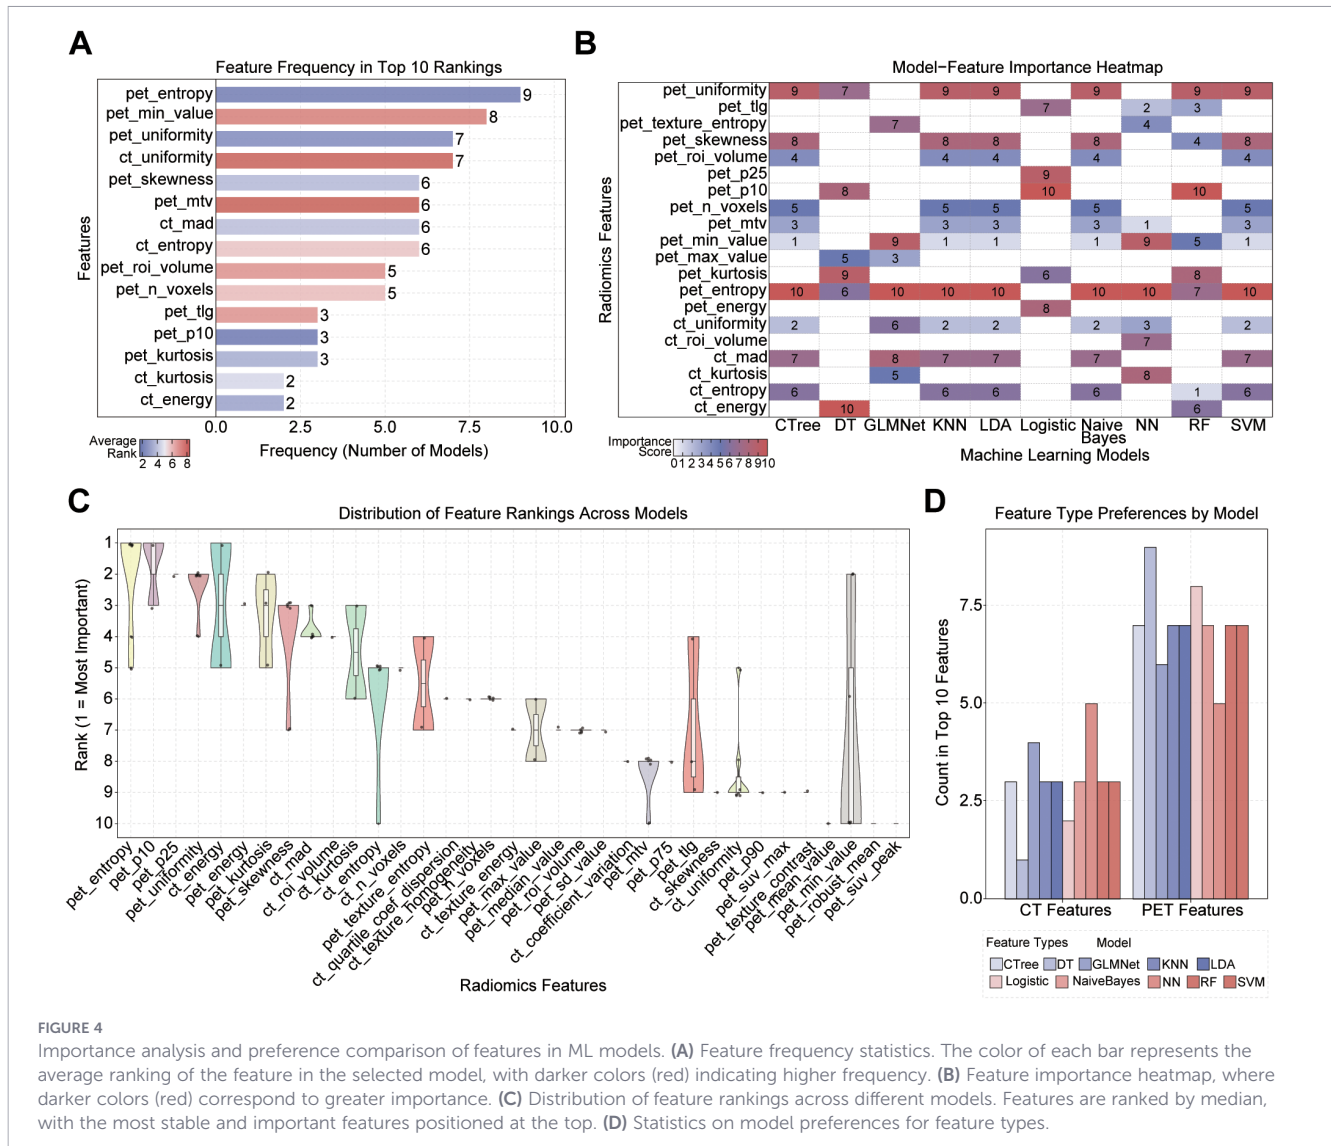 A
Feature Frequency in Top 10 Rankings
Features
pet_entropy 9
pet_min_value 8
pet_uniformity 7
ct_uniformity 7
pet_skewness 6
pet_mtv 6
ct_mad 6
ct_entropy 6
pet_roi_volume 5
pet_n_voxels 5
pet_tlg 3
pet_p10 3
pet_kurtosis 3
ct_kurtosis 2
ct_energy 2
0.0 2.5 5.0 7.5 10.0
Frequency (Number of Models)
Average
Rank
2 4 6 8
B
Model−Feature Importance Heatmap
Radiomics Features
pet_uniformity 9 7 9 9 9 9 9
pet_tlg 7 2 3
pet_texture_entropy 7 4
pet_skewness 8 8 8 8 4 8
pet_roi_volume 4 4 4 4 4
pet_p25 9
pet_p10 8 10 10
pet_n_voxels 5 5 5 5 5
pet_mtv 3 3 3 3 1 3
pet_min_value 1 9 1 1 1 9 5 1
pet_max_value 5 3
pet_kurtosis 9 6 8
pet_entropy 10 6 10 10 10 10 10 7 10
pet_energy 8
ct_uniformity 2 6 2 2 2 3 2
ct_roi_volume 7
ct_mad 7 8 7 7 7 7
ct_kurtosis 5 8
ct_entropy 6 6 6 6 1 6
ct_energy 10 6
CTree DT GLMNet KNN LDA Logistic Naive Bayes NN RF SVM
Machine Learning Models
Importance
Score
0 1 2 3 4 5 6 7 8 9 10
C
Distribution of Feature Rankings Across Models
Rank (1 = Most Important)
1
2
3
4
5
6
7
8
9
10
pet_entropy
pet_p10
pet_p25
pet_uniformity
ct_energy
pet_energy
pet_kurtosis
pet_skewness
ct_mad
ct_roi_volume
ct_kurtosis
ct_entropy
ct_n_voxels
pet_texture_entropy
ct_quartile_coef_dispersion
ct_texture_homogeneity
pet_n_voxels
ct_texture_energy
pet_max_value
pet_median_value
pet_roi_volume
pet_sd_value
ct_coefficient_variation
pet_mtv
pet_p75
pet_tlg
ct_skewness
ct_uniformity
pet_p90
pet_suv_max
pet_texture_contrast
pet_mean_value
pet_min_value
pet_robust_mean
pet_suv_peak
Radiomics Features
D
Feature Type Preferences by Model
Count in Top 10 Features
7.5
5.0
2.5
0.0
CT Features PET Features
Feature Types Model
CTree DT GLMNet KNN LDA
Logistic NaiveBayes NN RF SVM
FIGURE 4
Importance analysis and preference comparison of features in ML models. (A) Feature frequency statistics. The color of each bar represents the
average ranking of the feature in the selected model, with darker colors (red) indicating higher frequency. (B) Feature importance heatmap, where
darker colors (red) correspond to greater importance. (C) Distribution of feature rankings across different models. Features are ranked by median,
with the most stable and important features positioned at the top. (D) Statistics on model preferences for feature types.